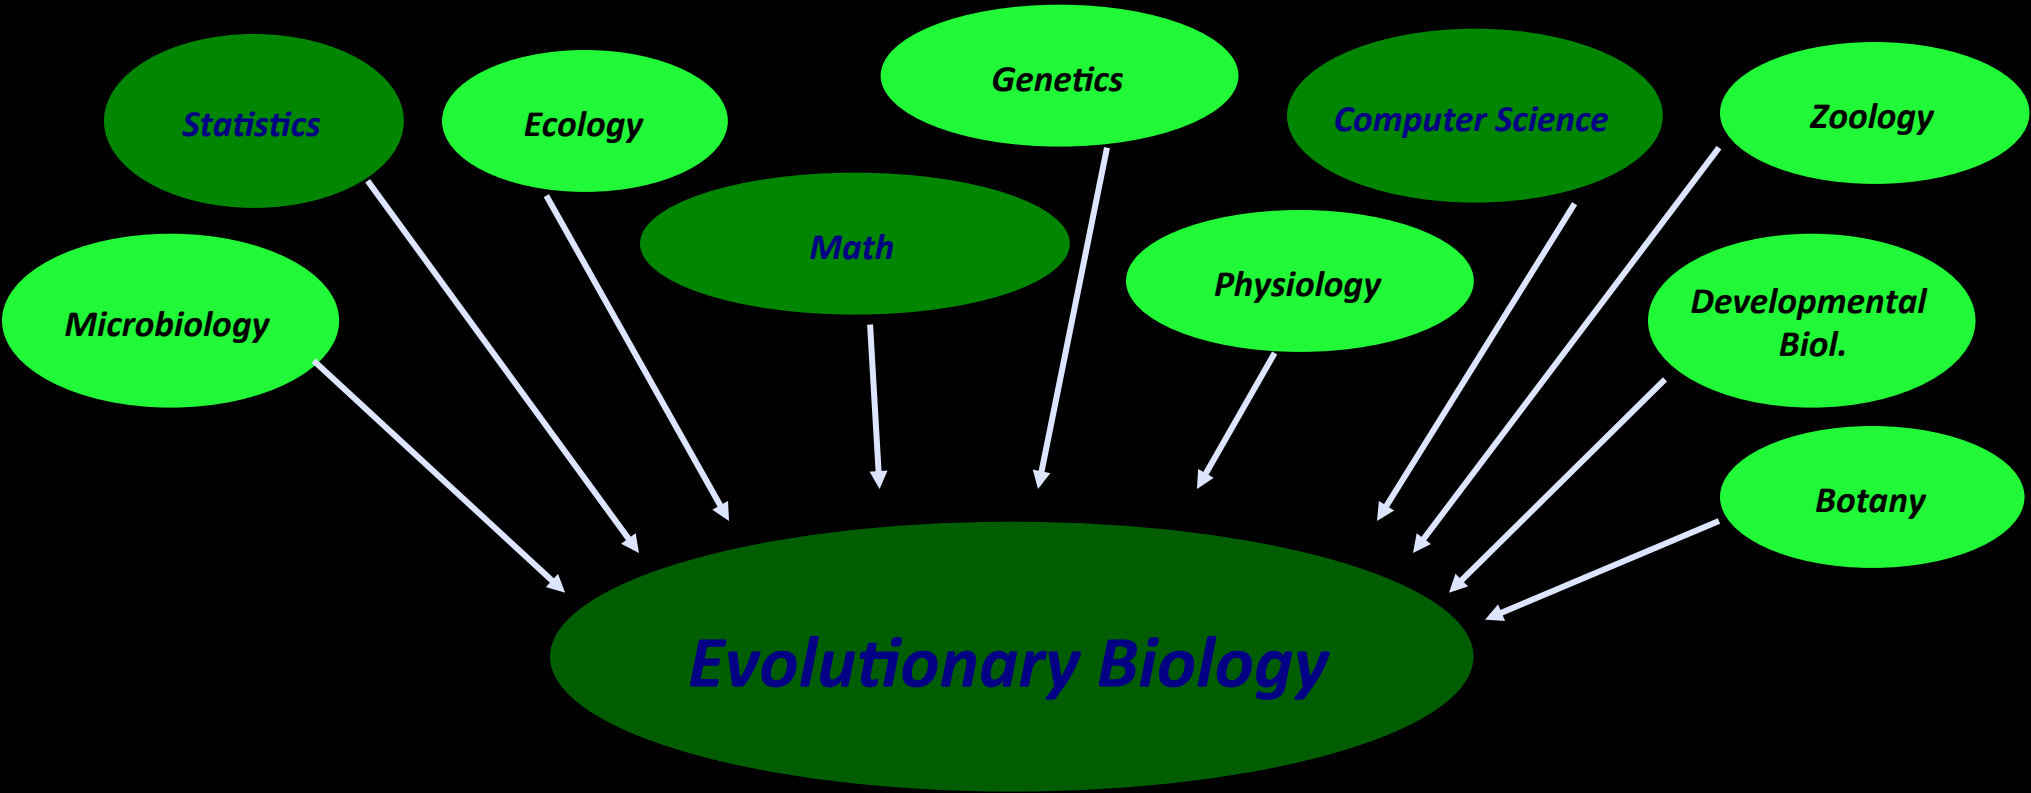 Genetics
Statistics
Ecology
Computer Science
Zoology
Math
Physiology
Microbiology
Developmental
Biol.
Botany
Evolutionary Biology